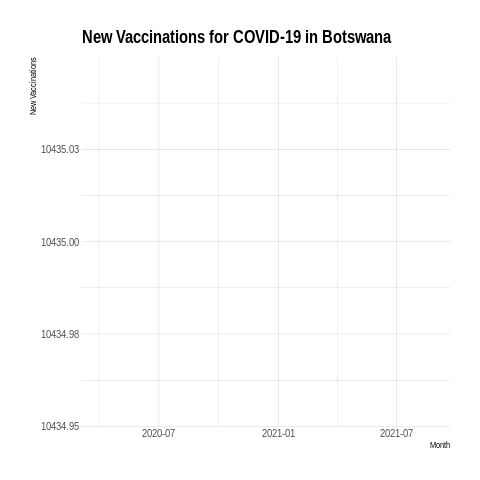 New Vaccinations for COVID-19 in Botswana
New Vaccinations
10435.03
10435.00
10434.98
10434.95
2020-07 2021-01 2021-07
Month